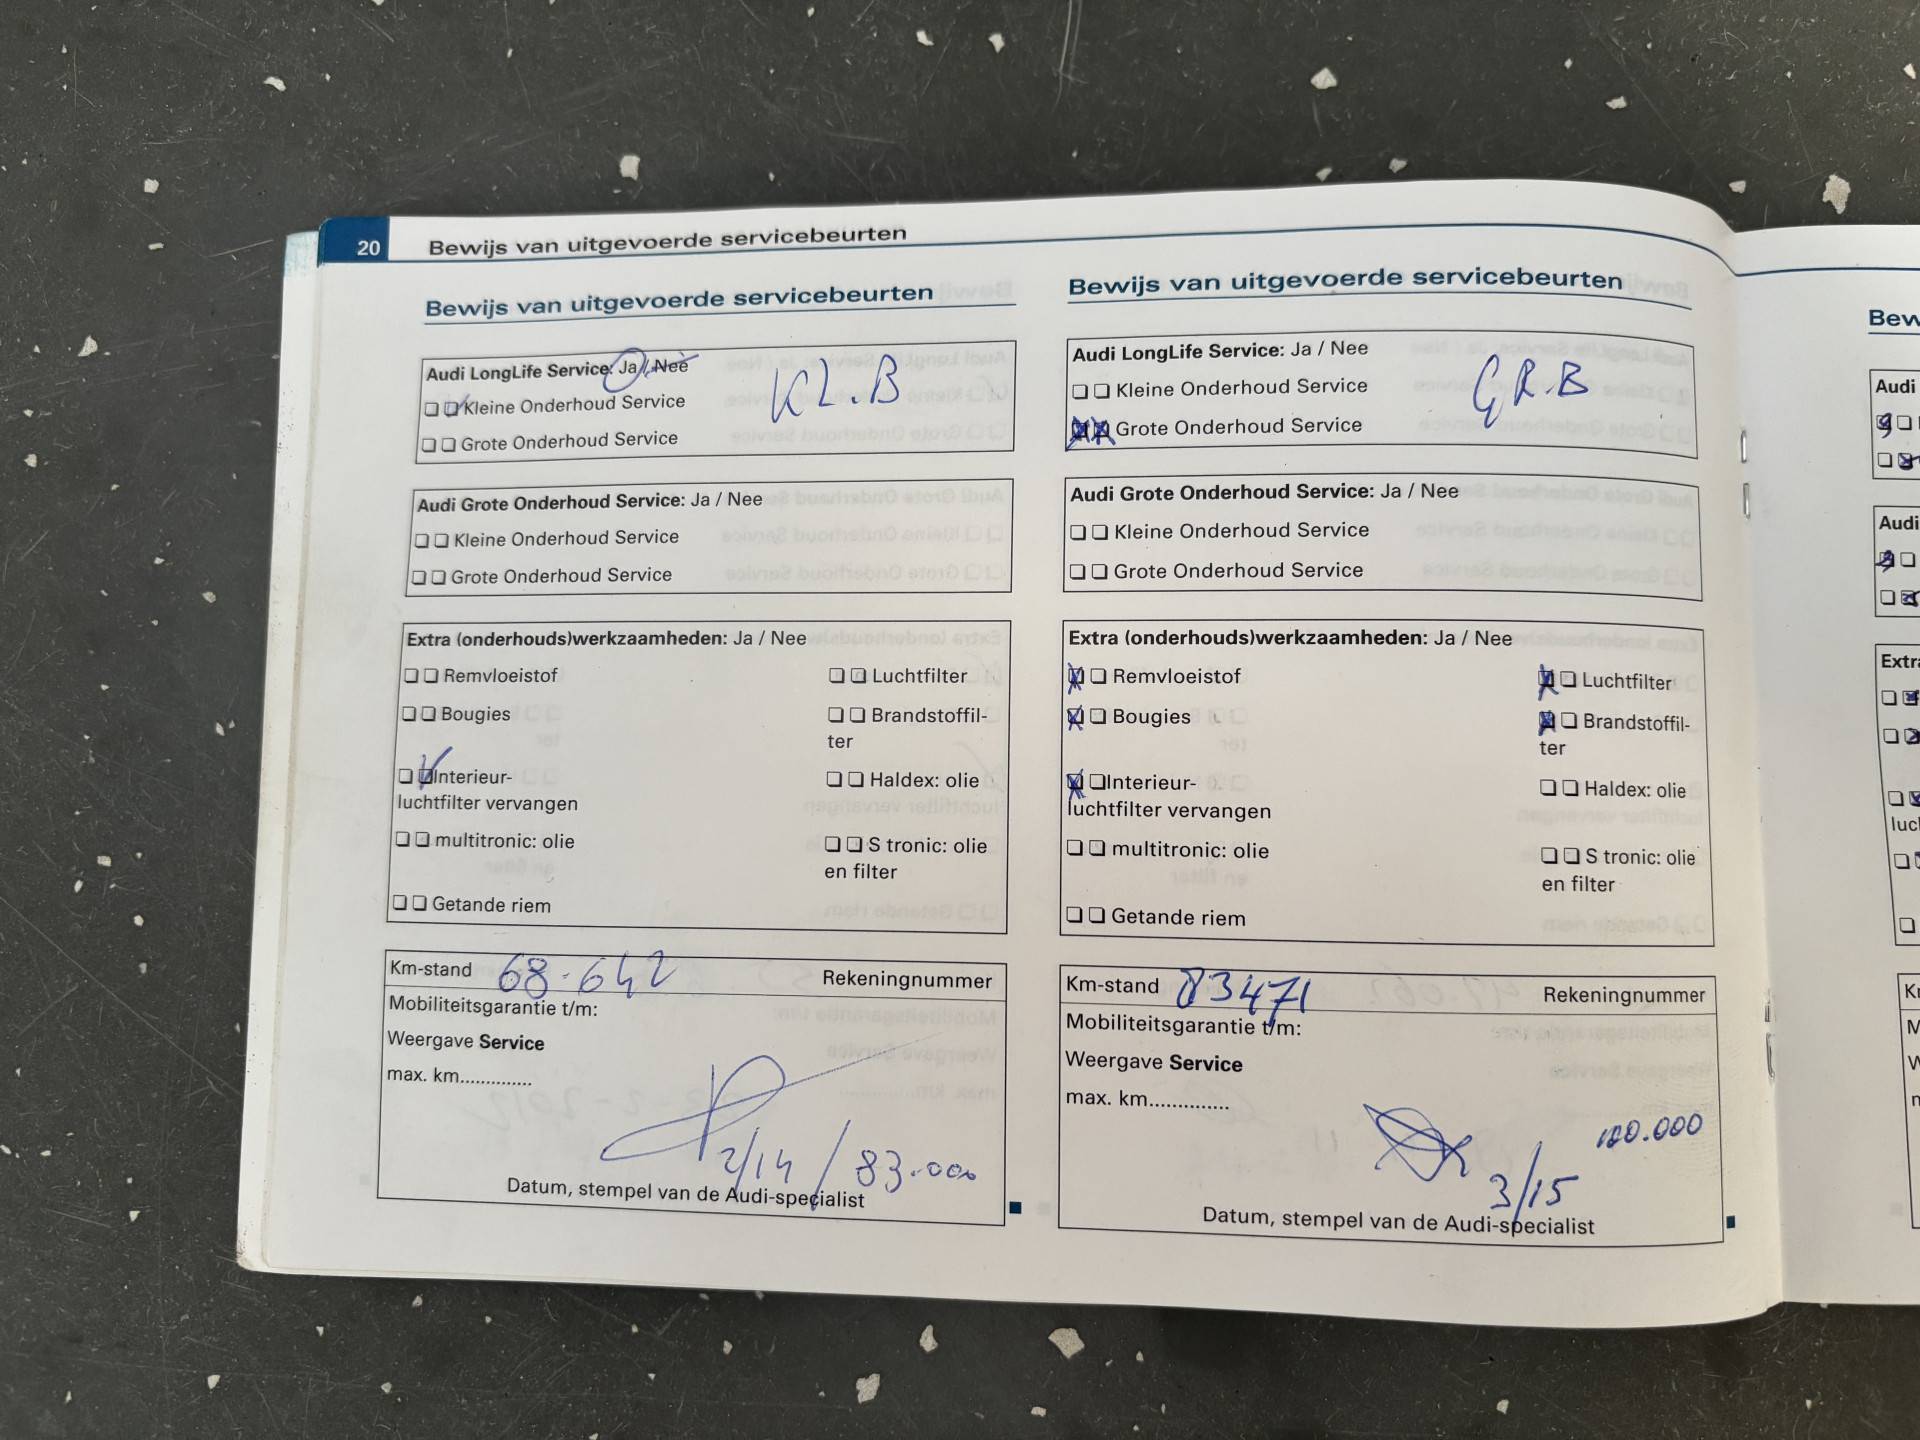 20 Bewijs van uitgevoerde servicebeurten
Bewijs van uitgevoerde servicebeurten
Audi LongLife Service: Ja / Nee
KL.B
Kleine Onderhoud Service
Grote Onderhoud Service
Audi Grote Onderhoud Service: Ja / Nee
Kleine Onderhoud Service
Grote Onderhoud Service
Extra (onderhouds)werkzaamheden: Ja / Nee
Remvloeistof
Luchtfilter
Bougies
Brandstoffil-
ter
Interieur-
luchtfilter vervangen
Haldex: olie
multitronic: olie
S tronic: olie
en filter
Getande riem
Km-stand 68.642 Rekeningnummer
Mobiliteitsgarantie t/m:
Weergave Service
max. km..............
2/14 / 83.000
Datum, stempel van de Audi-specialist
Bewijs van uitgevoerde servicebeurten
Audi LongLife Service: Ja / Nee
GR.B
Kleine Onderhoud Service
Grote Onderhoud Service
Audi Grote Onderhoud Service: Ja / Nee
Kleine Onderhoud Service
Grote Onderhoud Service
Extra (onderhouds)werkzaamheden: Ja / Nee
Remvloeistof
Luchtfilter
Bougies
Brandstoffil-
ter
Interieur-
luchtfilter vervangen
Haldex: olie
multitronic: olie
S tronic: olie
en filter
Getande riem
Km-stand 83471 Rekeningnummer
Mobiliteitsgarantie t/m:
Weergave Service
max. km..............
3/15
Datum, stempel van de Audi-specialist
Bew
Audi
Audi
Extra